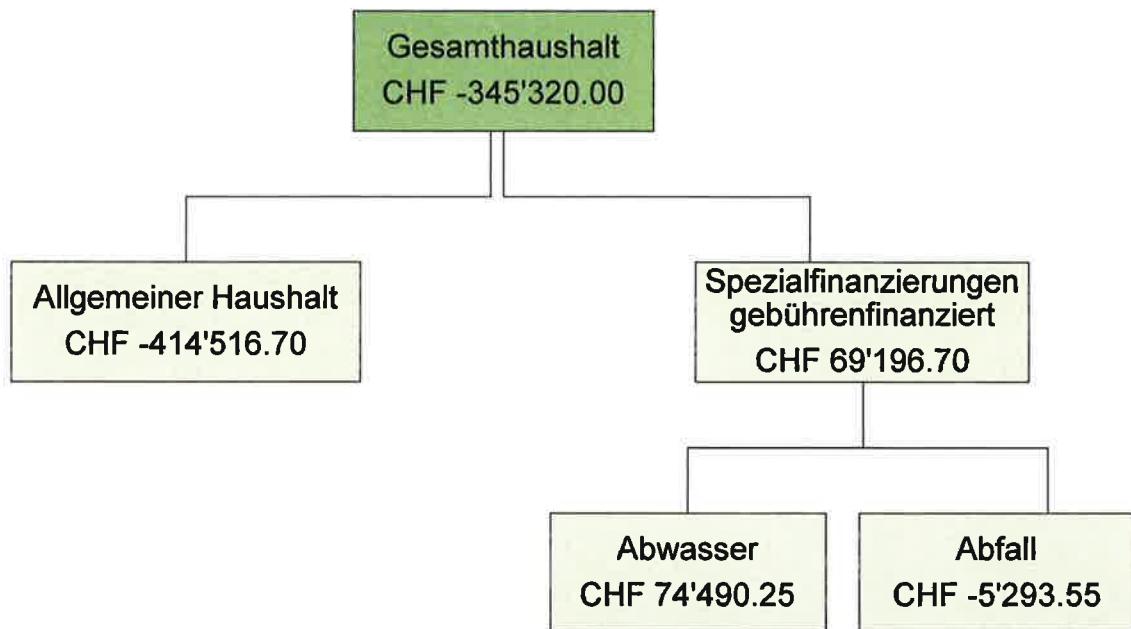 Gesamthaushalt
CHF -345'320.00
Allgemeiner Haushalt
CHF -414'516.70
Spezialfinanzierungen
gebührenfinanziert
CHF 69'196.70
Abwasser
CHF 74'490.25
Abfall
CHF -5'293.55